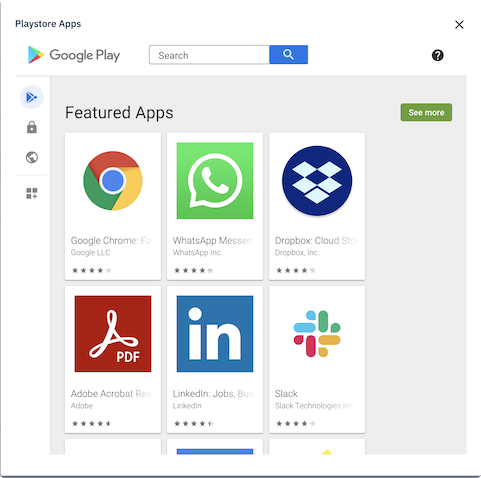 Playstore Apps
Google Play
Search
Featured Apps
See more
Google Chrome: Fa
Google LLC
WhatsApp Messen
WhatsApp Inc.
Dropbox: Cloud Sto
Dropbox, Inc.
PDF
in
Adobe Acrobat Rea
Adobe
LinkedIn: Jobs, Bus
LinkedIn
Slack
Slack Technologies Inc